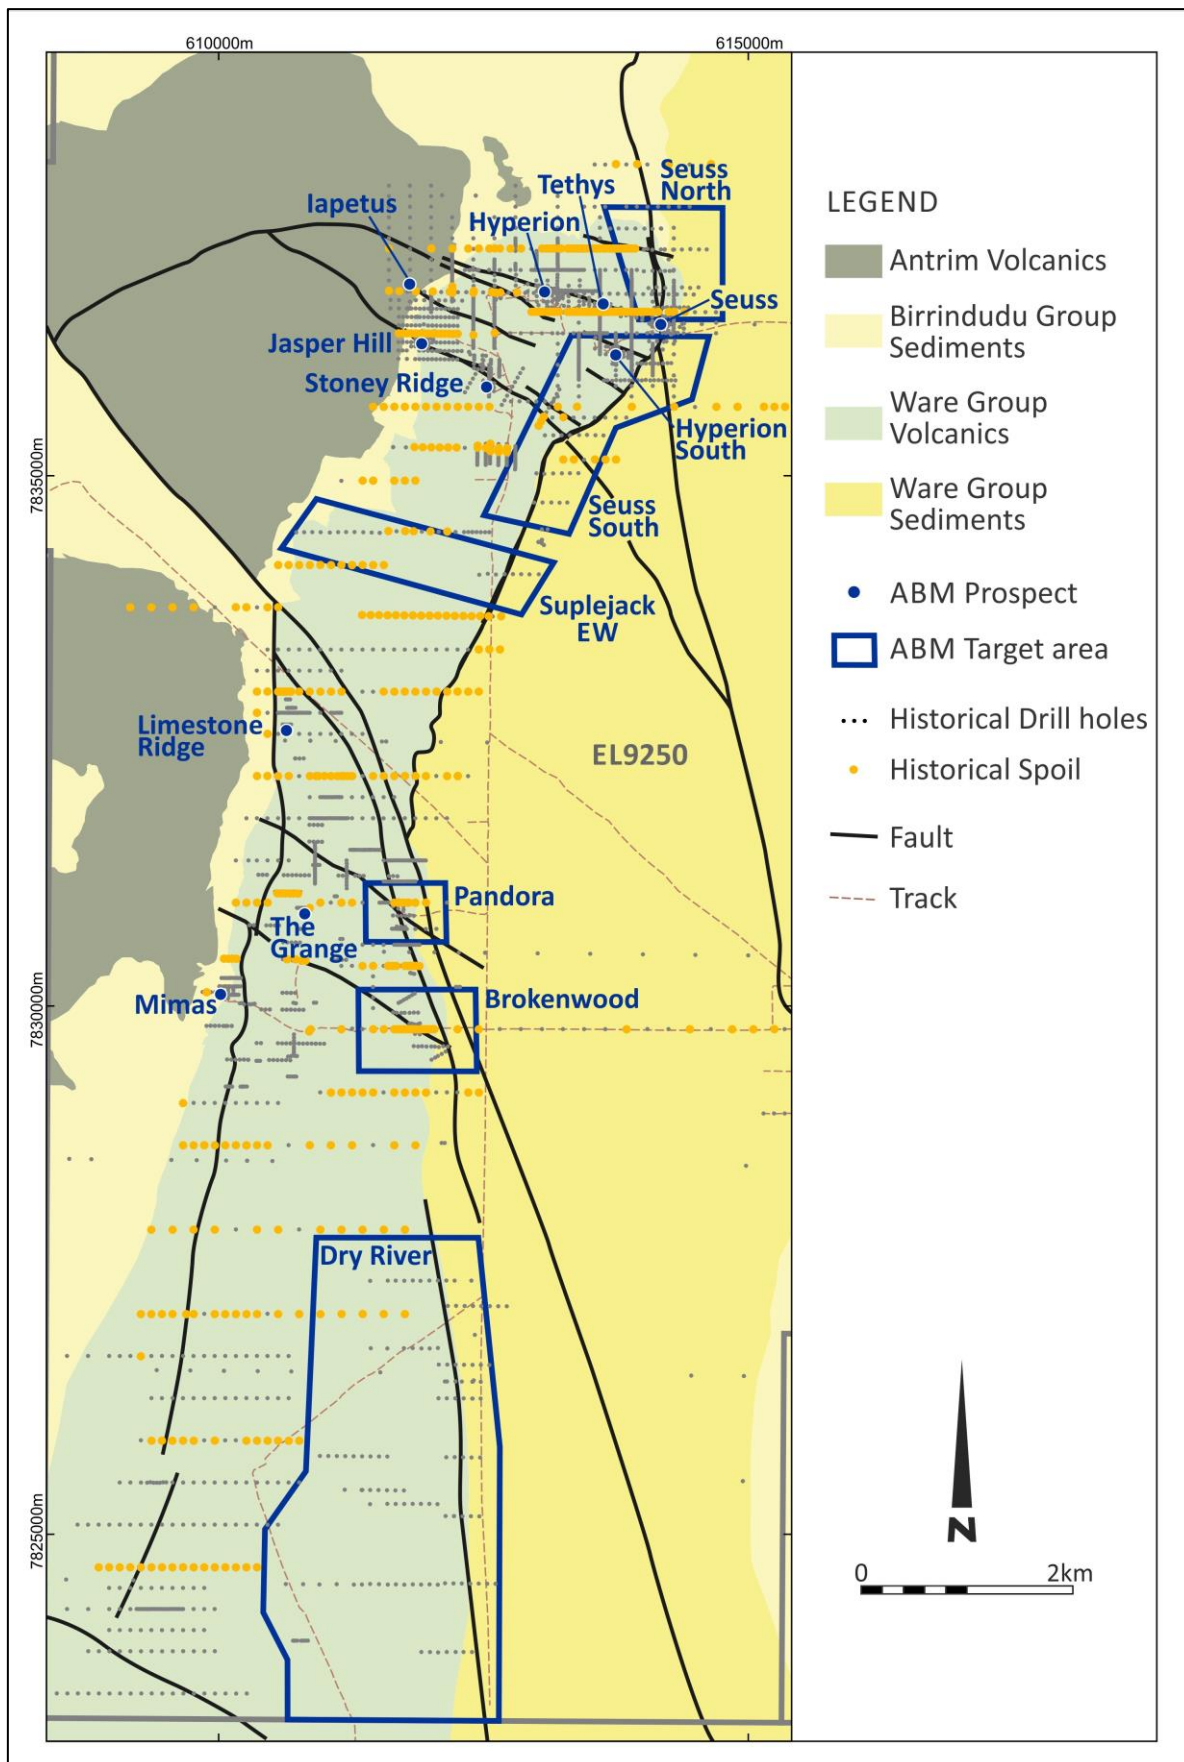 610000m
615000m
Seuss
North
Tethys
Iapetus
Hyperion
Seuss
Jasper Hill
Stoney Ridge
Hyperion
South
7835000m
Seuss
South
Suplejack
EW
Limestone
Ridge
EL9250
Pandora
The
Grange
Mimas
Brokenwood
7830000m
Dry River
7825000m
LEGEND
Antrim Volcanics
Birrindudu Group
Sediments
Ware Group
Volcanics
Ware Group
Sediments
ABM Prospect
ABM Target area
Historical Drill holes
Historical Spoil
Fault
Track
N
0
2km